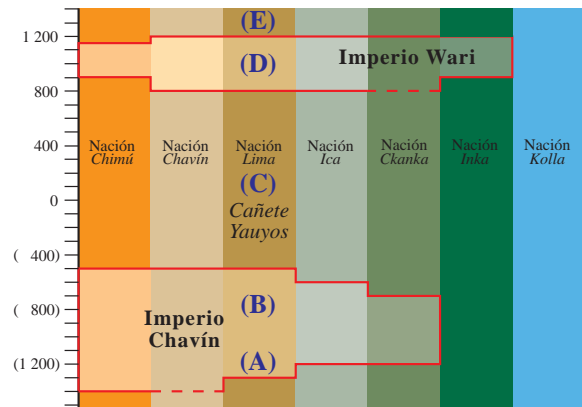 (E)
1 200
(D)
Imperio Wari
800
Nación Nación Nación Nación Nación Nación Nación
Chimú Chavín Lima Ica Ckanka Inka Kolla
400
(C)
0
Cañete
Yauyos
( 400)
(B)
( 800)
Imperio
Chavín
(A)
(1 200)